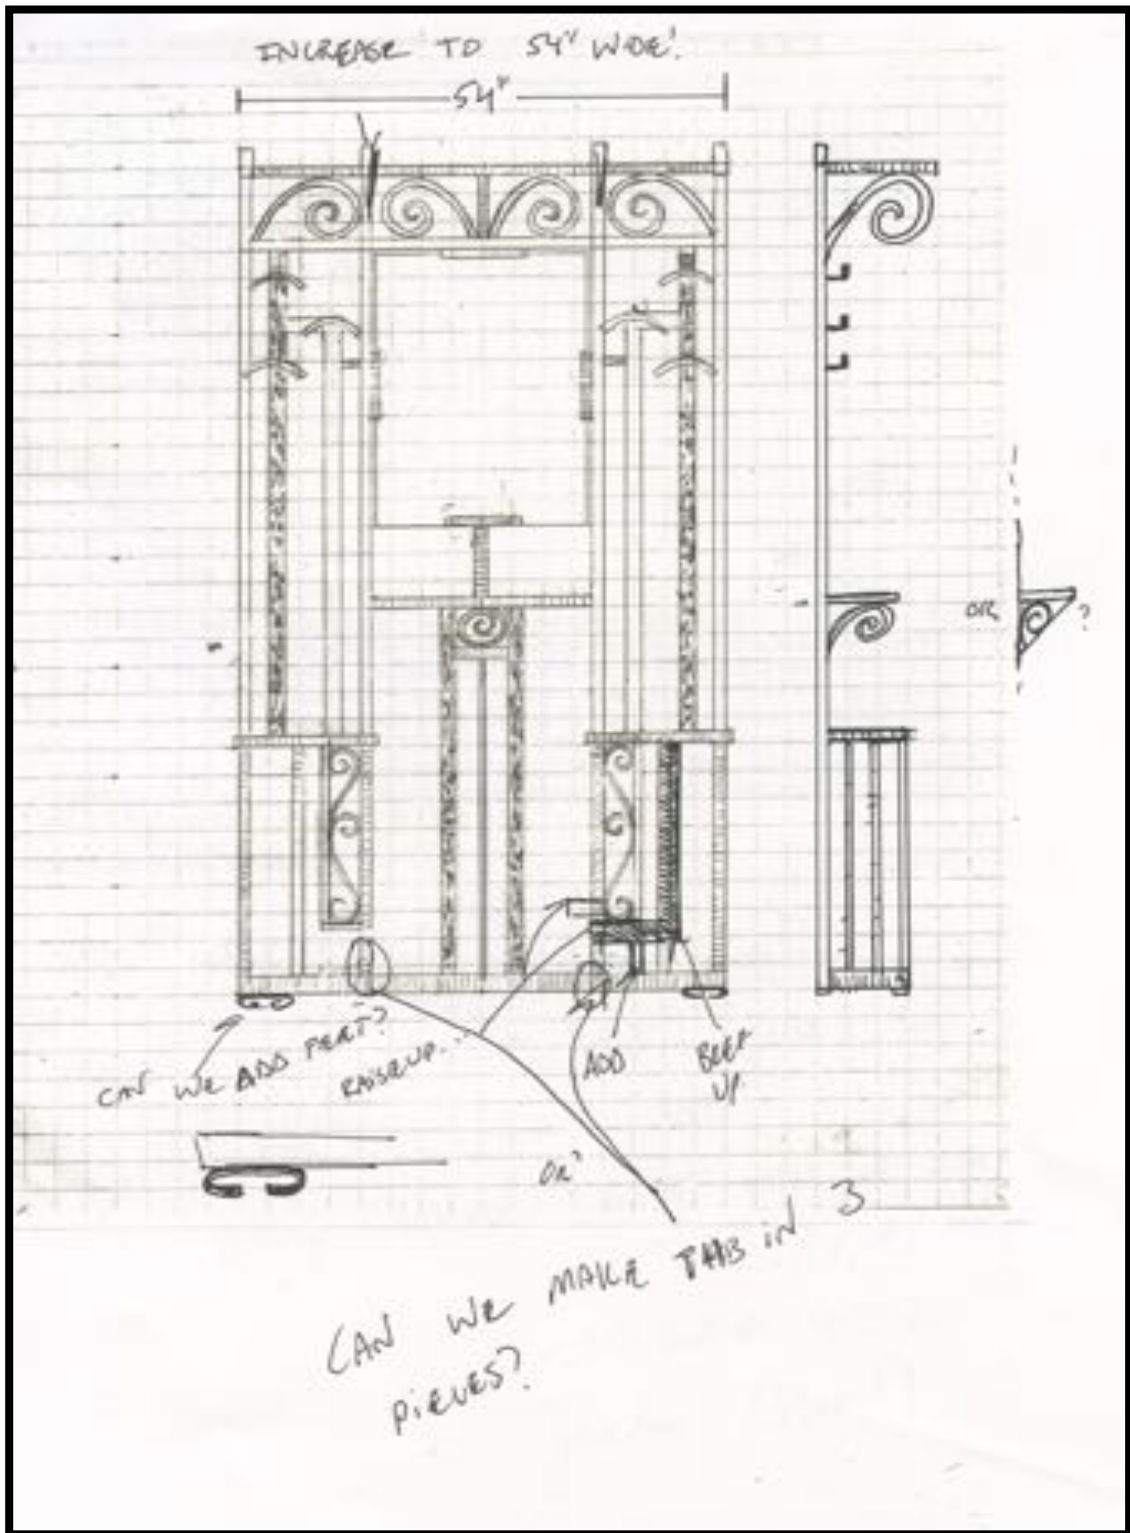 INCREASE TO 54" WIDE!
54"
OR
?
CAN WE ADD FEET?
RAISE UP...
ADD
BEEF
UP
OR?
CAN WE MAKE THIS IN 3
PIECES?